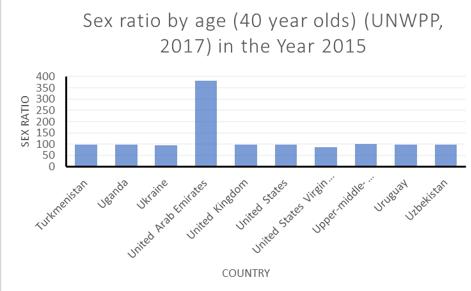 Sex ratio by age (40 year olds) (UNWPP,
2017) in the Year 2015
400
350
300
250
200
150
100
50
0
SEX RATIO
Turkmenistan
Uganda
Ukraine
United Arab Emirates
United Kingdom
United States
United States Virgin...
Upper-middle-...
Uruguay
Uzbekistan
COUNTRY